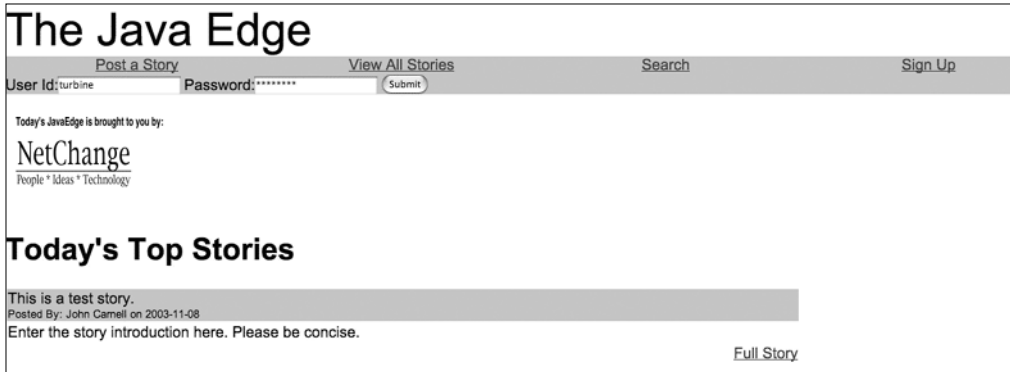 The Java Edge
Post a Story View All Stories Search Sign Up
User Id: turbine Password: ******** Submit
Today's JavaEdge is brought to you by:
NetChange
People * Ideas * Technology
Today's Top Stories
This is a test story.
Posted By: John Carnell on 2003-11-08
Enter the story introduction here. Please be concise.
Full Story